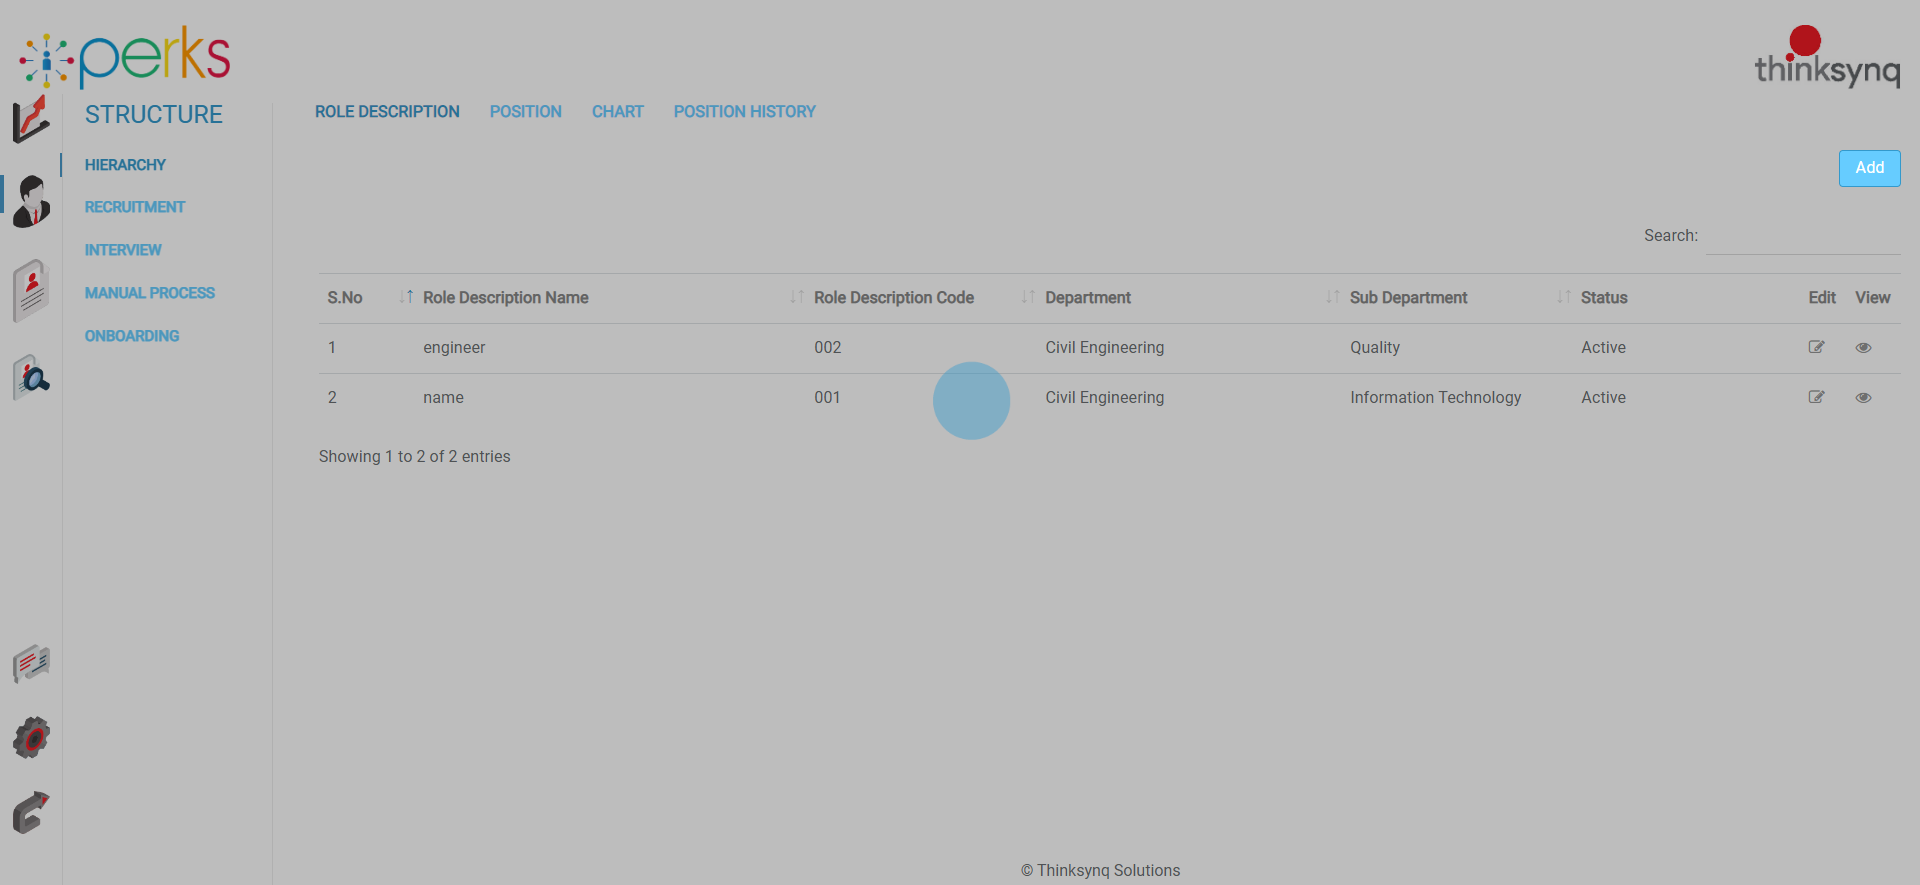 perks
thinksynq
STRUCTURE
HIERARCHY
RECRUITMENT
INTERVIEW
MANUAL PROCESS
ONBOARDING
ROLE DESCRIPTION POSITION CHART POSITION HISTORY
Add
Search:
S.No Role Description Name Role Description Code Department Sub Department Status Edit View
1 engineer 002 Civil Engineering Quality Active
2 name 001 Civil Engineering Information Technology Active
Showing 1 to 2 of 2 entries
© Thinksynq Solutions